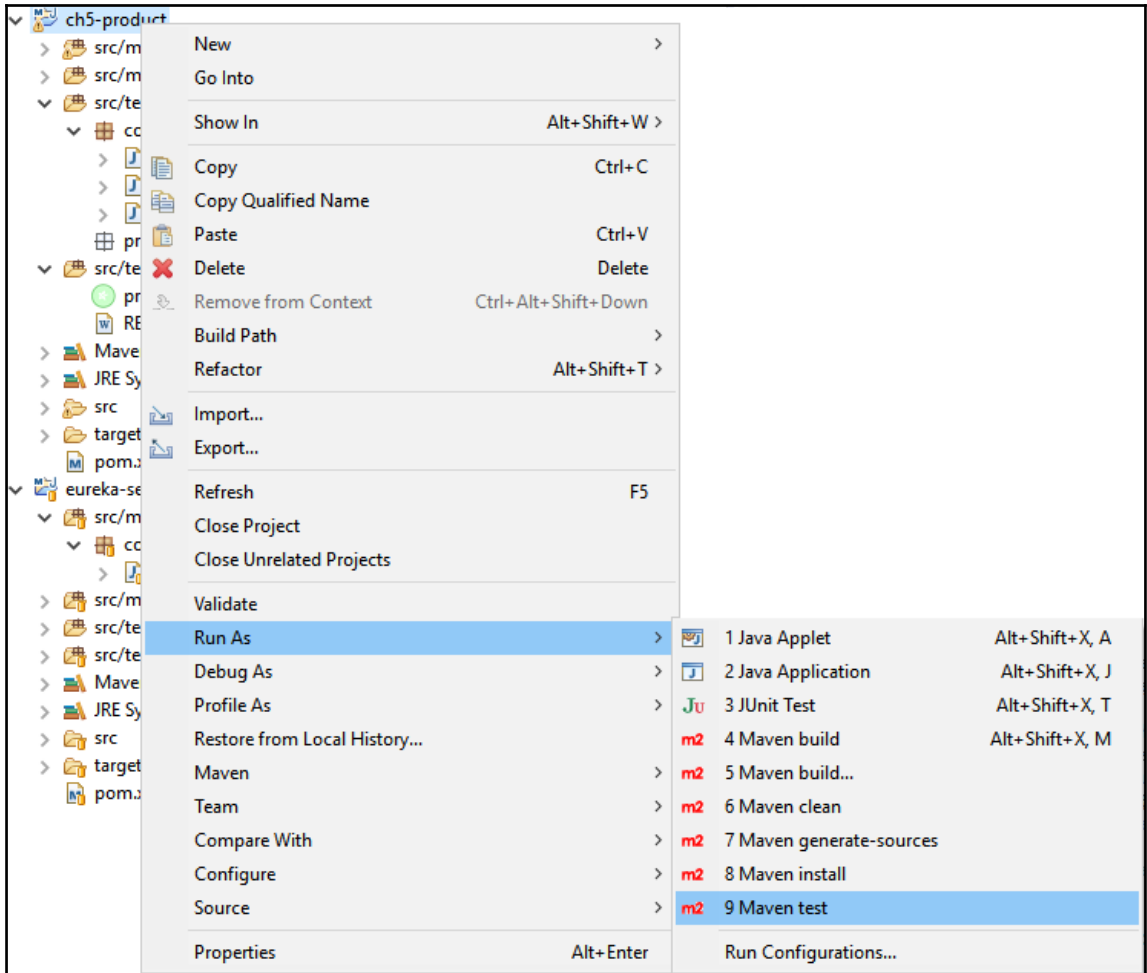 ch5-product
src/m
src/m
src/te
cc
pr
src/te
pr
RE
Mave
JRE Sy
src
target
pom.x
eureka-se
src/m
cc
src/m
src/te
src/te
Mave
JRE Sy
src
target
pom.x
New
Go Into
Show In Alt+Shift+W
Copy Ctrl+C
Copy Qualified Name
Paste Ctrl+V
Delete Delete
Remove from Context Ctrl+Alt+Shift+Down
Build Path
Refactor Alt+Shift+T
Import...
Export...
Refresh F5
Close Project
Close Unrelated Projects
Validate
Run As
Debug As
Profile As
Restore from Local History...
Maven
Team
Compare With
Configure
Source
Properties Alt+Enter
1 Java Applet Alt+Shift+X, A
2 Java Application Alt+Shift+X, J
JU 3 JUnit Test Alt+Shift+X, T
m2 4 Maven build Alt+Shift+X, M
m2 5 Maven build...
m2 6 Maven clean
m2 7 Maven generate-sources
m2 8 Maven install
m2 9 Maven test
Run Configurations...